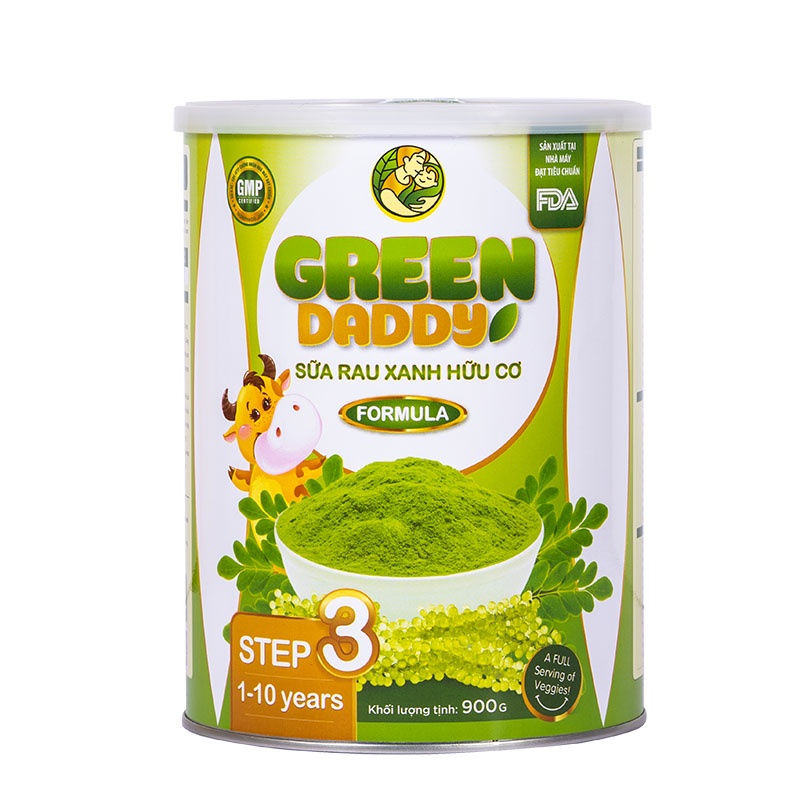 GMP
CERTIFIED
SẢN XUẤT TẠI
NHÀ MÁY
ĐẠT TIÊU CHUẨN
FDA
GREEN
DADDY
SỮA RAU XANH HỮU CƠ
FORMULA
STEP 3
1-10 years
Khối lượng tịnh: 900G
A FULL
Serving of
Veggies!